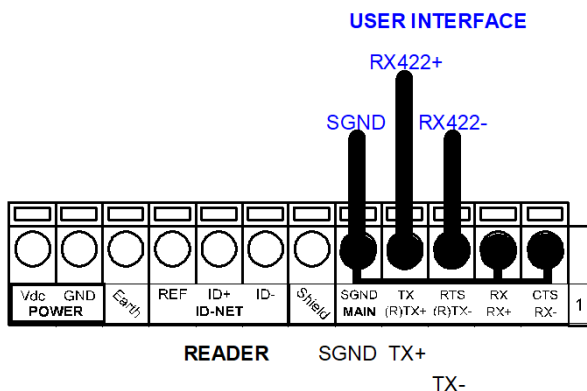 USER INTERFACE
RX422+
SGND RX422-
Vdc GND Earth REF ID+ ID- Shield SGND TX RTS RX CTS
POWER ID-NET MAIN (R)TX+ (R)TX- RX+ RX- 1
READER SGND TX+
TX-